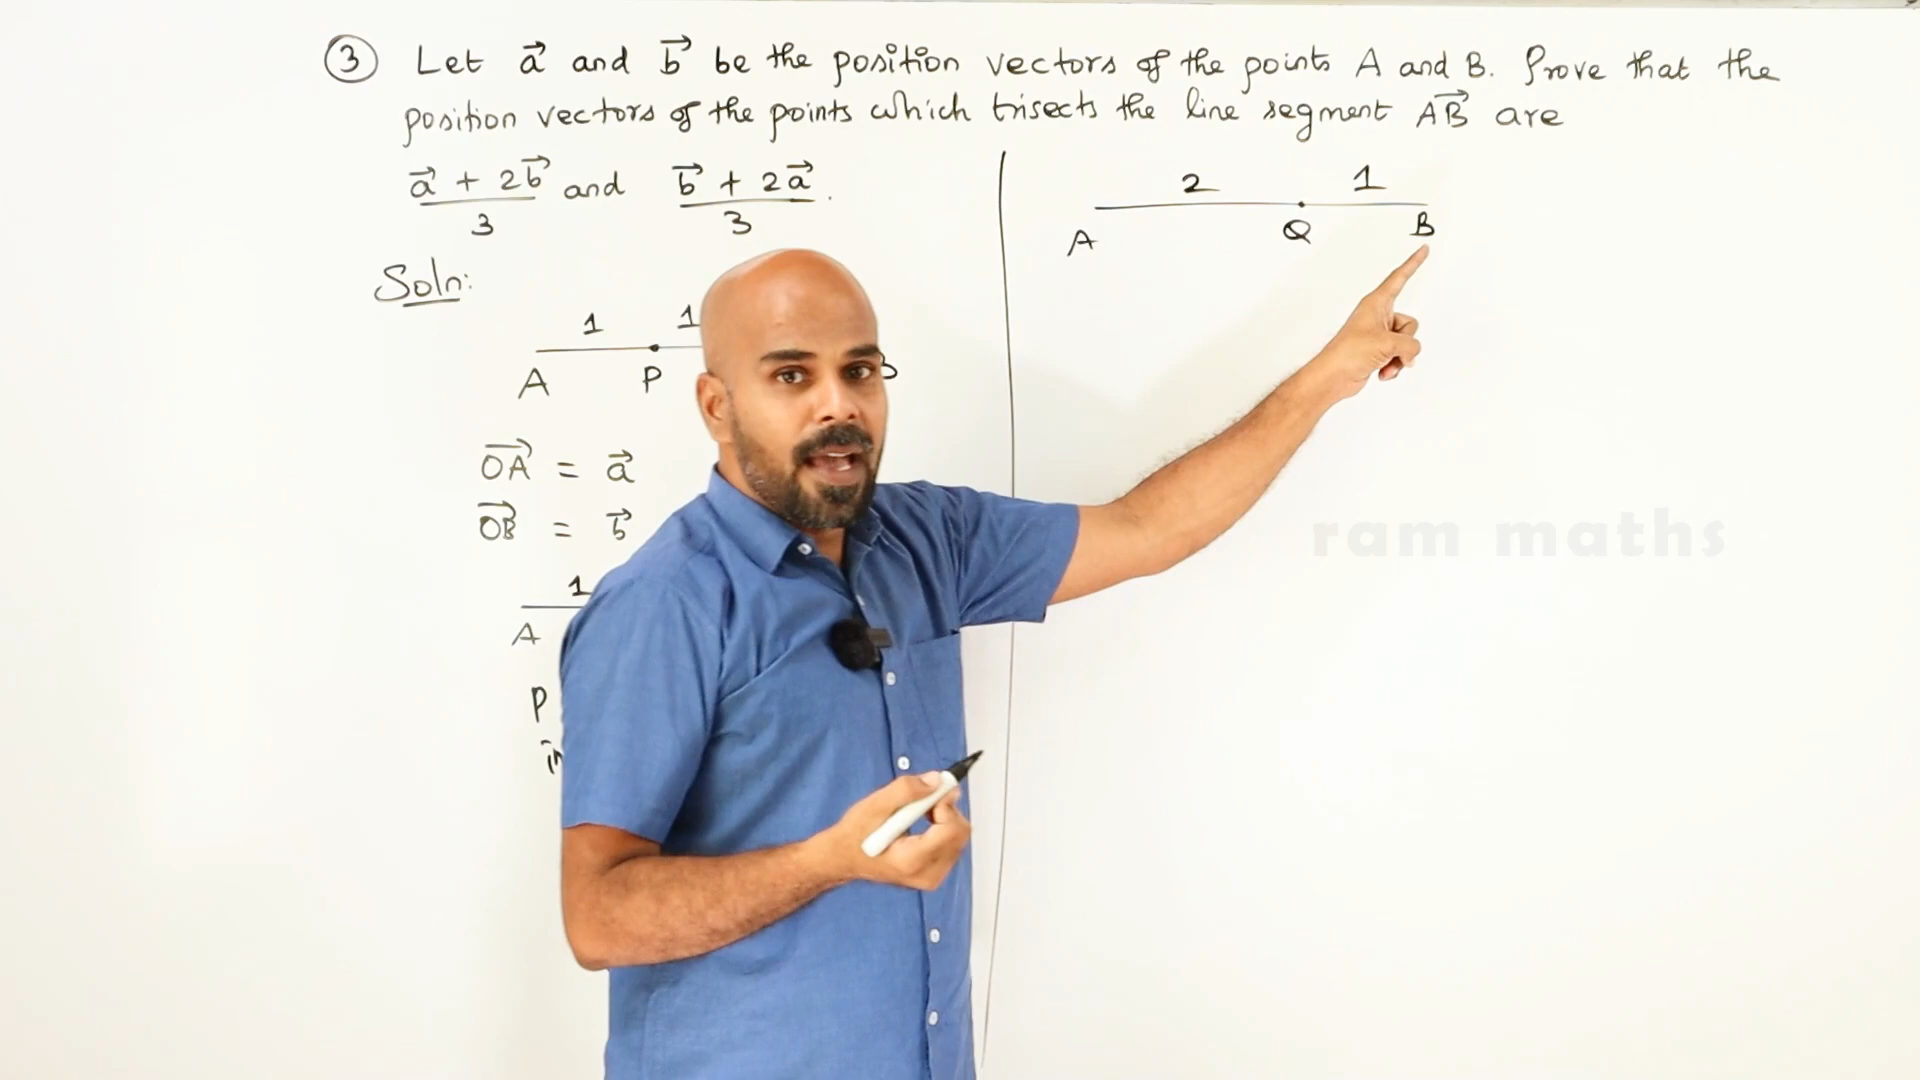 ③ Let a⃗ and b⃗ be the position vectors of the points A and B. Prove that the
position vectors of the points which trisects the line segment AB⃗ are
a⃗ + 2b⃗ / 3 and b⃗ + 2a⃗ / 3 .
Soln:
1 1
A P B
OA⃗ = a⃗
OB⃗ = b⃗
1
A
P
2 1
A Q B
ram maths